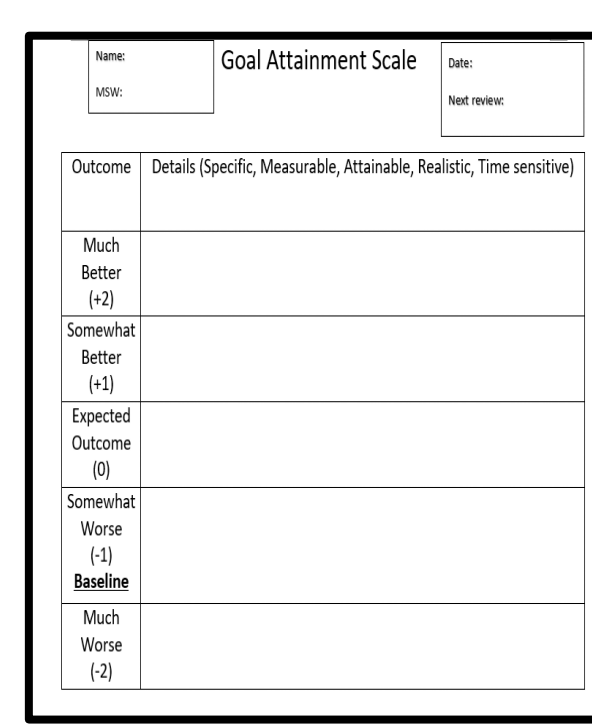 Name:
MSW:
Goal Attainment Scale
Date:
Next review:
Outcome
Details (Specific, Measurable, Attainable, Realistic, Time sensitive)
Much
Better
(+2)
Somewhat
Better
(+1)
Expected
Outcome
(0)
Somewhat
Worse
(-1)
Baseline
Much
Worse
(-2)